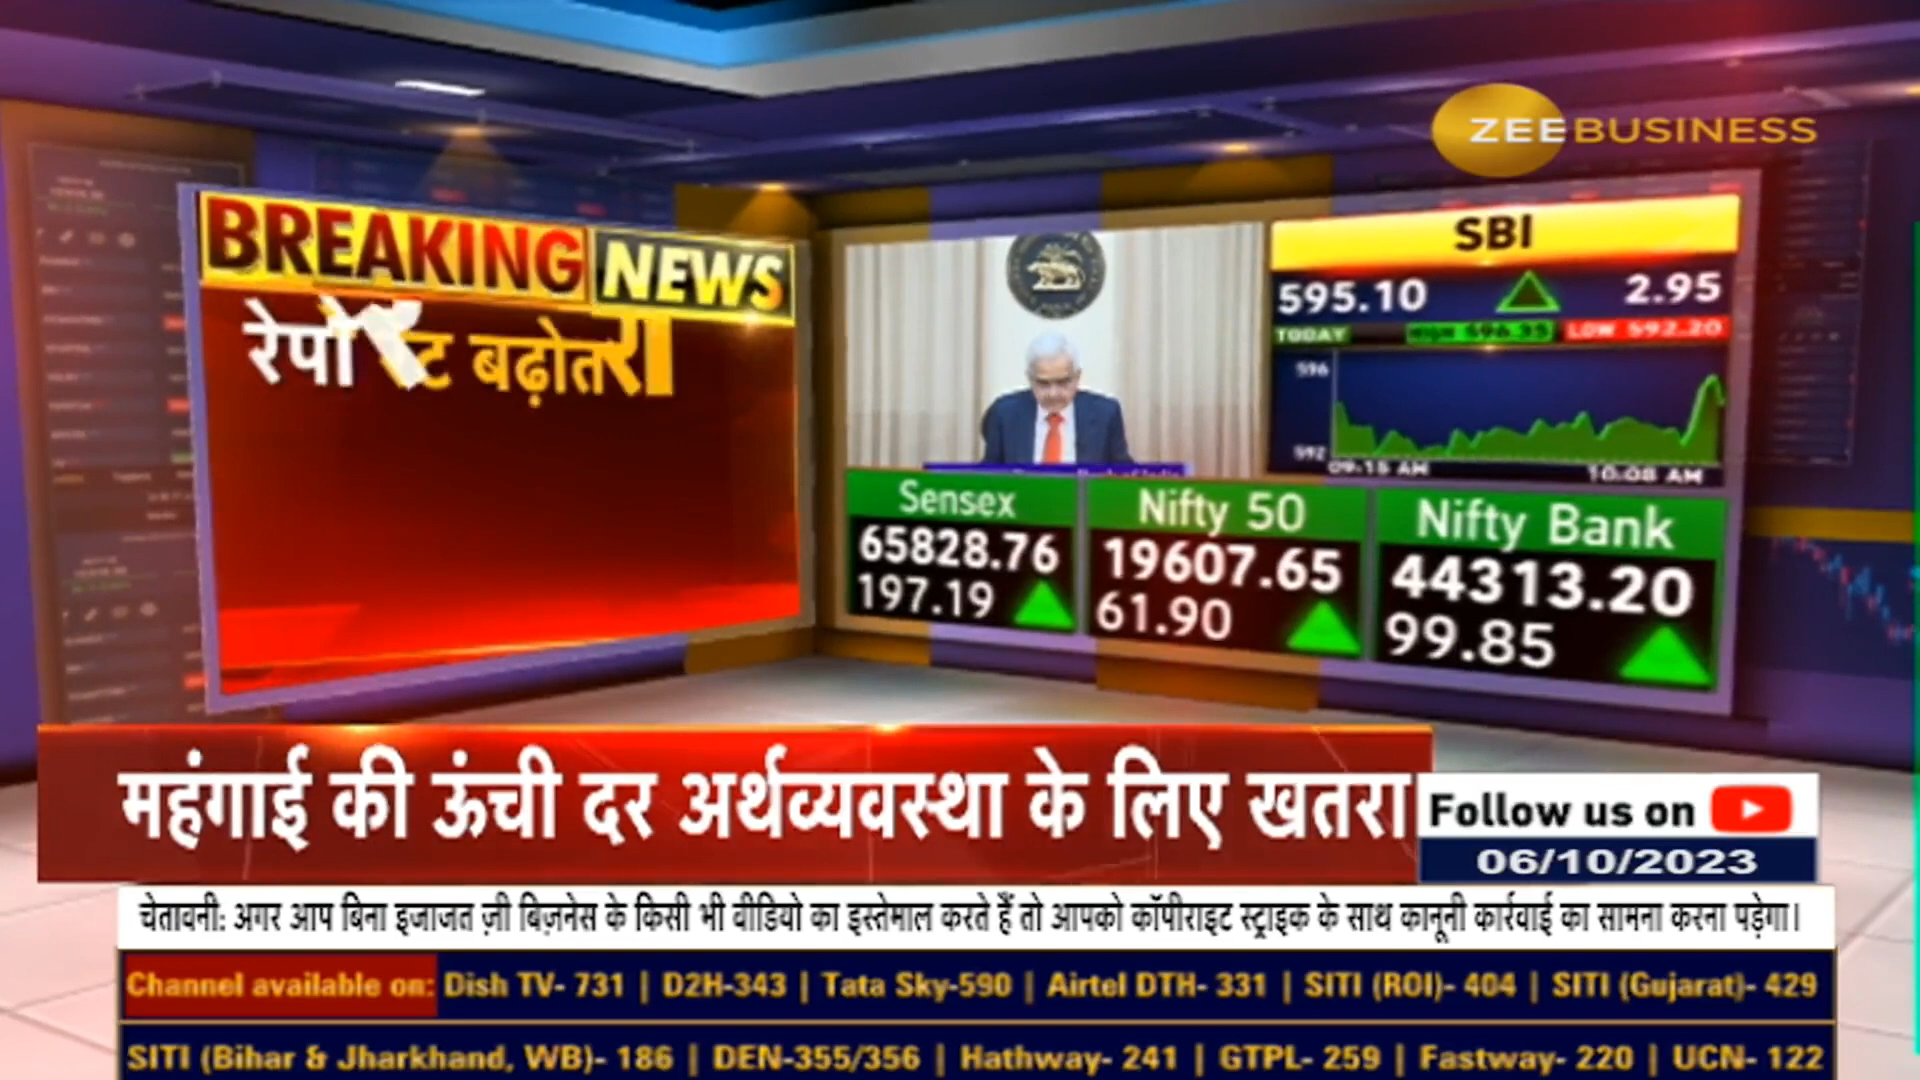 ZEEBUSINESS
BREAKING NEWS
बढ़ोतरी
SBI
595.10 2.95
TODAY HIGH 596.35 LOW 592.20
596
592
09:15 AM 10:08 AM
Sensex
65828.76
197.19
Nifty 50
19607.65
61.90
Nifty Bank
44313.20
99.85
महंगाई की ऊंची दर अर्थव्यवस्था के लिए खतरा
Follow us on
06/10/2023
चेतावनी: अगर आप बिना इजाजत ज़ी बिज़नेस के किसी भी वीडियो का इस्तेमाल करते हैं तो आपको कॉपीराइट स्ट्राइक के साथ कानूनी कार्रवाई का सामना करना पड़ेगा।
Channel available on: Dish TV- 731 | D2H-343 | Tata Sky-590 | Airtel DTH- 331 | SITI (ROI)- 404 | SITI (Gujarat)- 429
SITI (Bihar & Jharkhand, WB)- 186 | DEN-355/356 | Hathway- 241 | GTPL- 259 | Fastway- 220 | UCN- 122